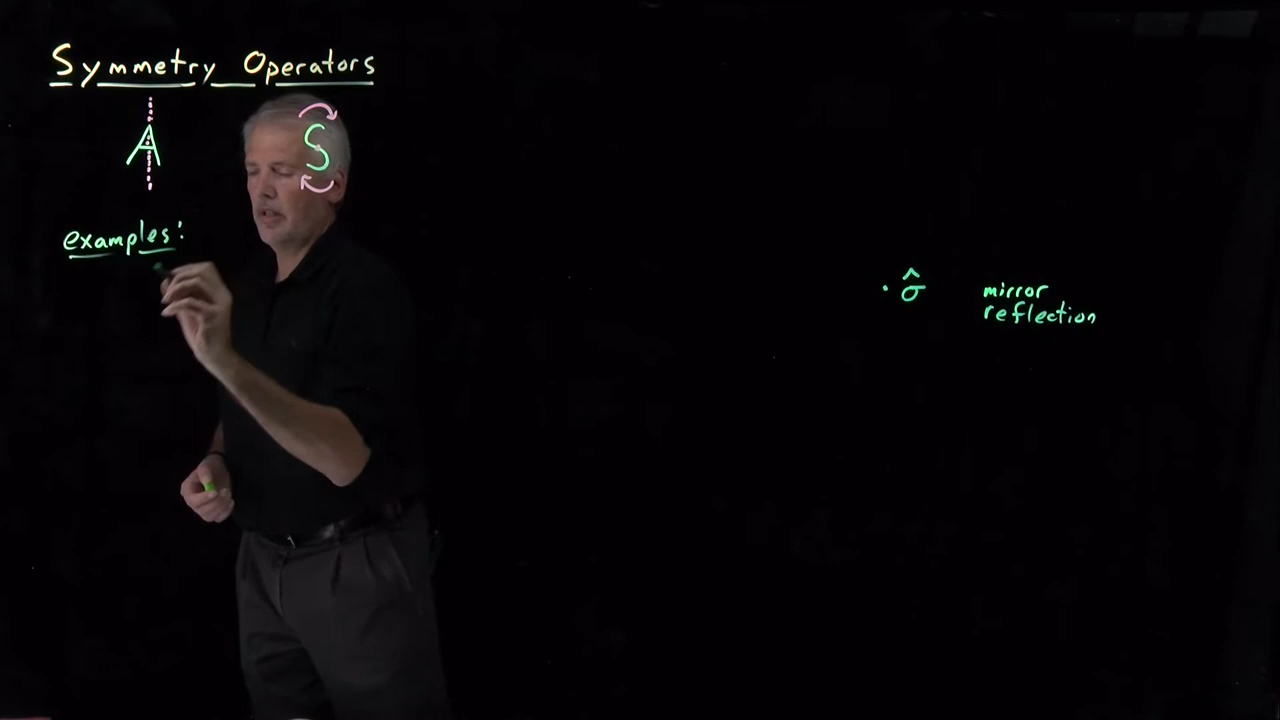 Symmetry Operators
A S
examples:
· σ̂ mirror
reflection